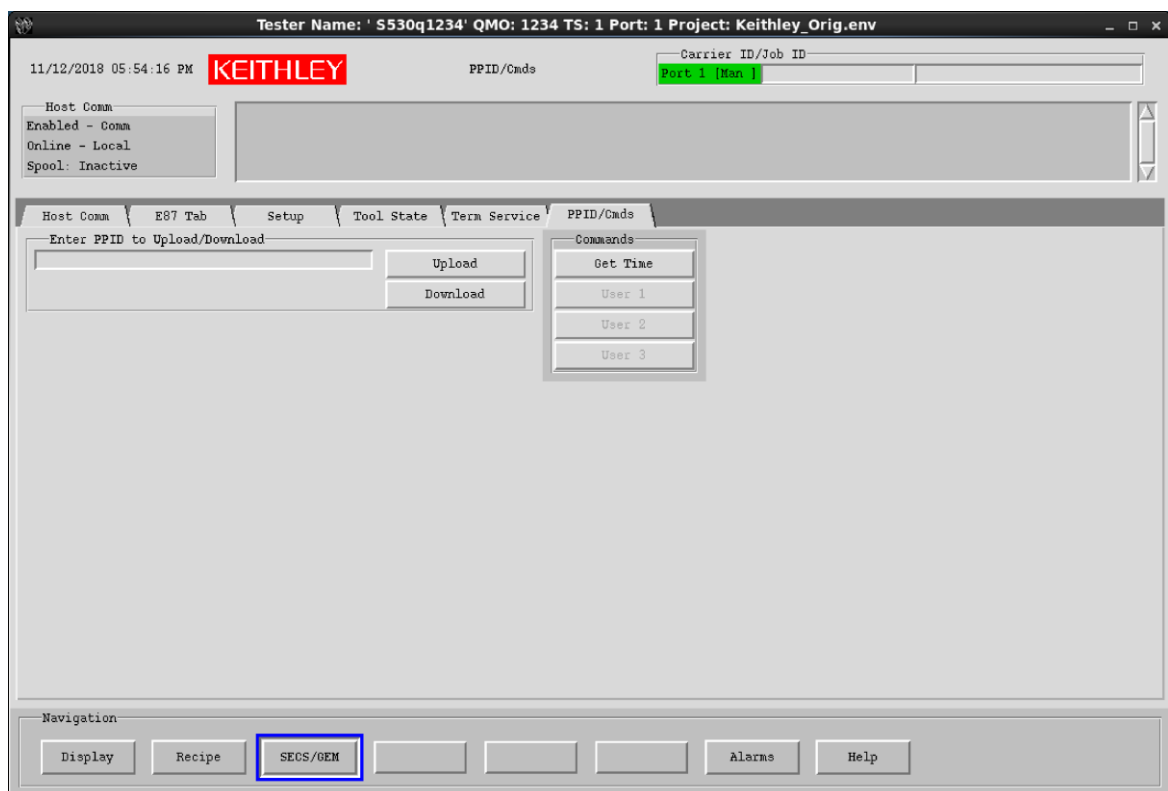 Tester Name: ' S530q1234' QMO: 1234 TS: 1 Port: 1 Project: Keithley_Orig.env
11/12/2018 05:54:16 PM
KEITHLEY
PPID/Cmds
Carrier ID/Job ID
Port 1 [Man ]
Host Comm
Enabled - Comm
Online - Local
Spool: Inactive
Host Comm
E87 Tab
Setup
Tool State
Term Service
PPID/Cmds
Enter PPID to Upload/Download
Upload
Download
Commands
Get Time
User 1
User 2
User 3
Navigation
Display
Recipe
SECS/GEM
Alarms
Help